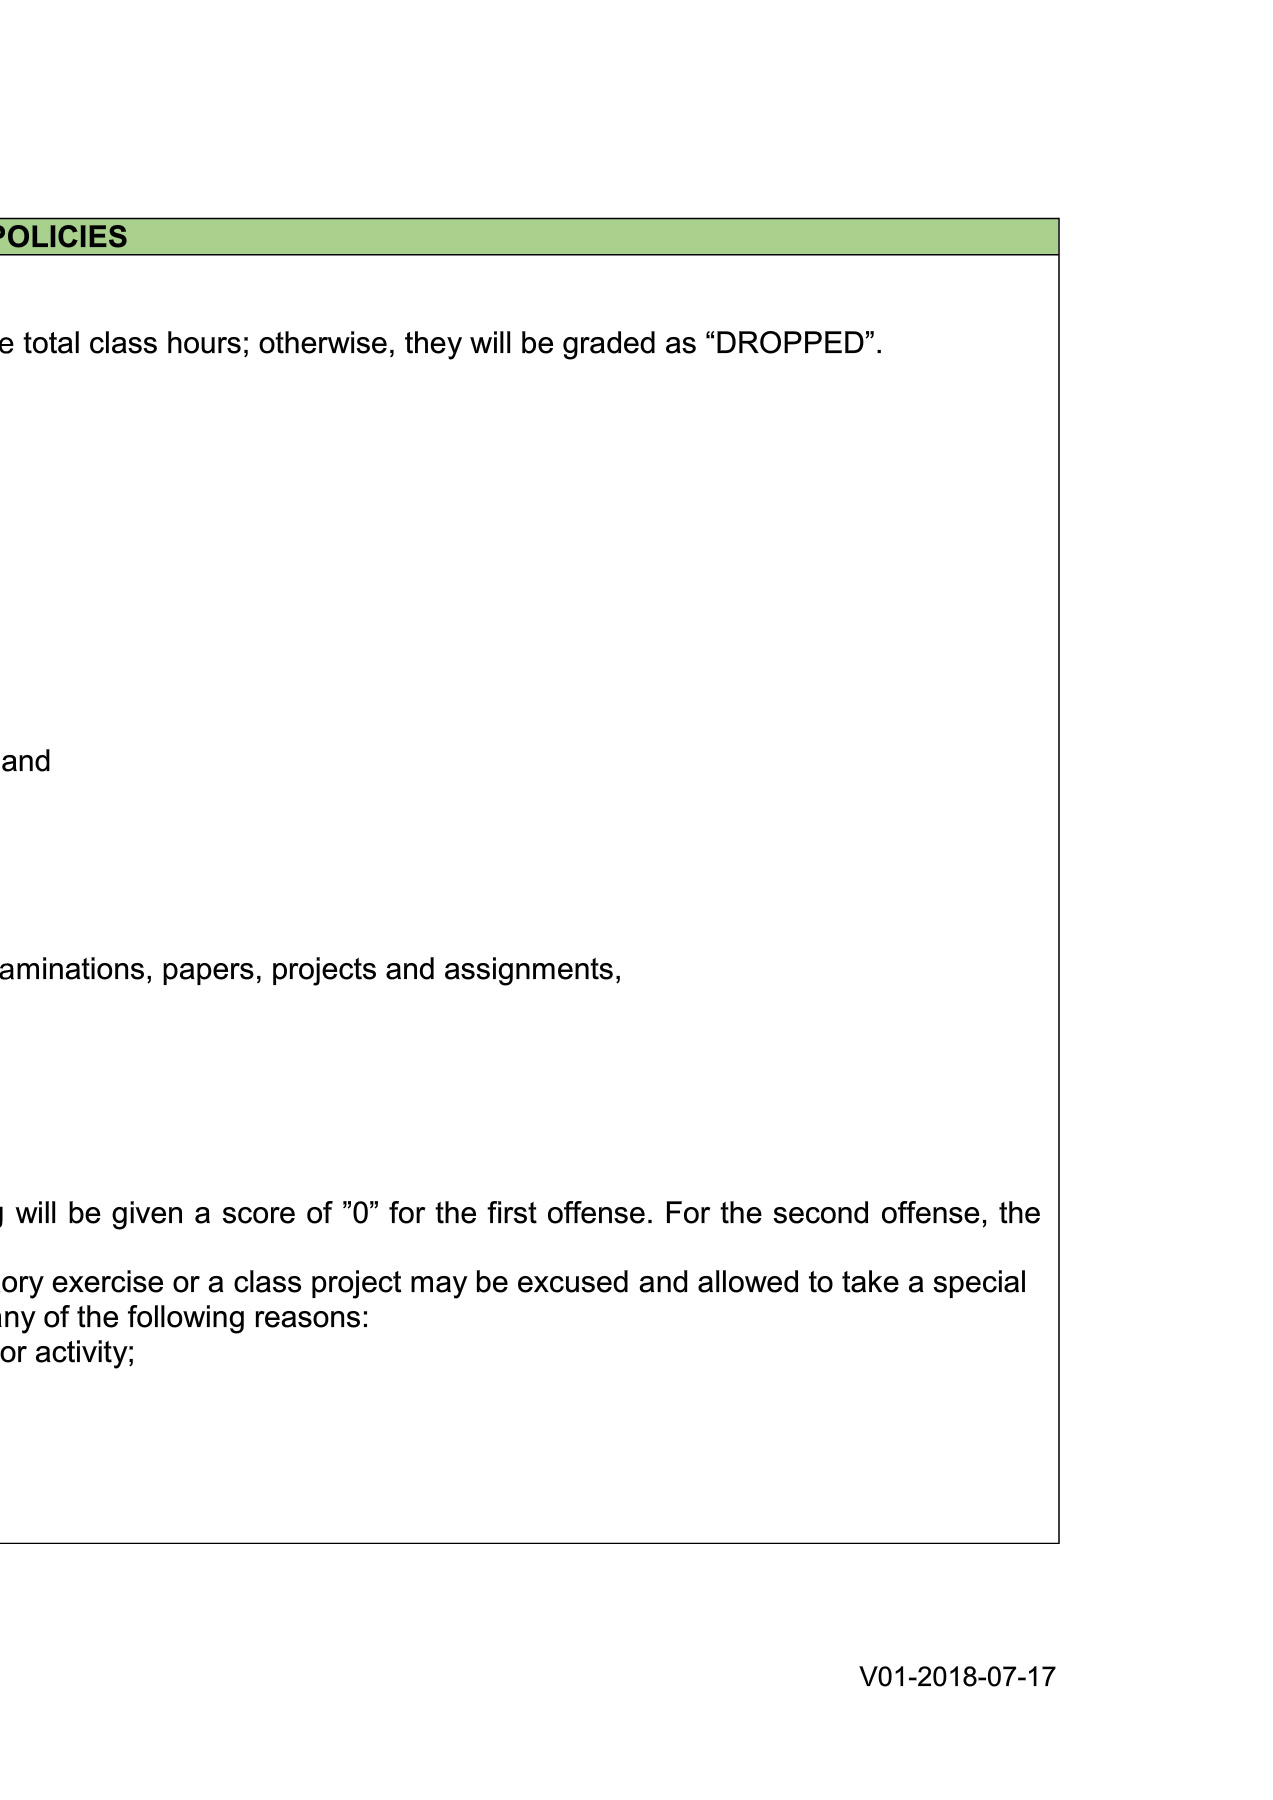 POLICIES
e total class hours; otherwise, they will be graded as “DROPPED”.
and
aminations, papers, projects and assignments,
will be given a score of ”0” for the first offense. For the second offense, the
ory exercise or a class project may be excused and allowed to take a special
any of the following reasons:
or activity;
V01-2018-07-17